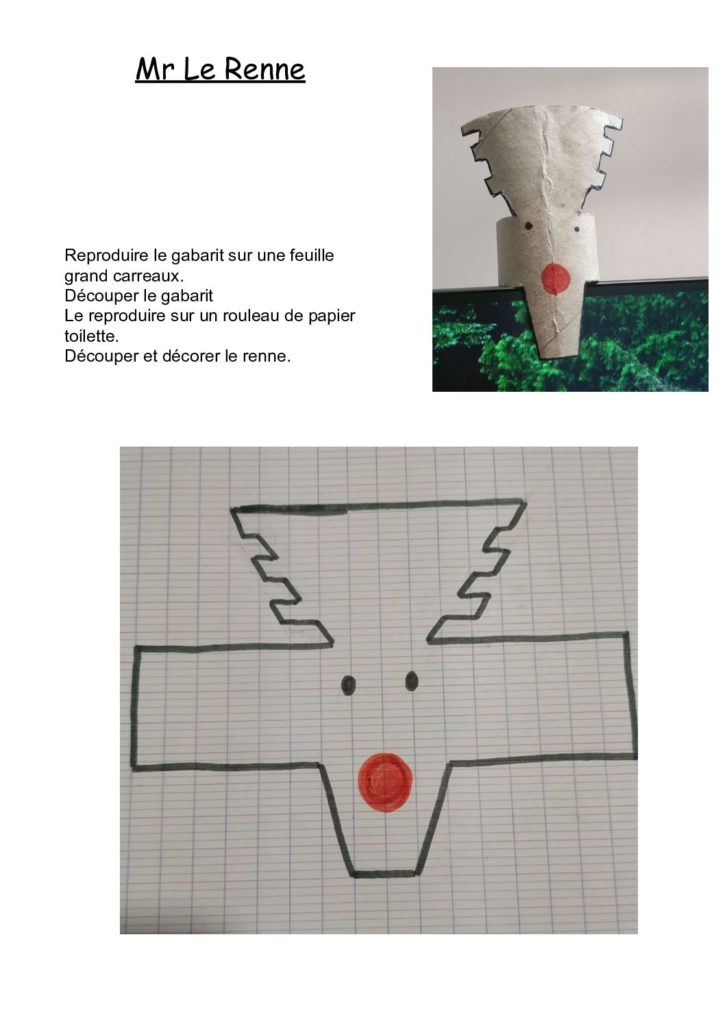 Mr Le Renne
Reproduire le gabarit sur une feuille
grand carreaux.
Découper le gabarit
Le reproduire sur un rouleau de papier
toilette.
Découper et décorer le renne.